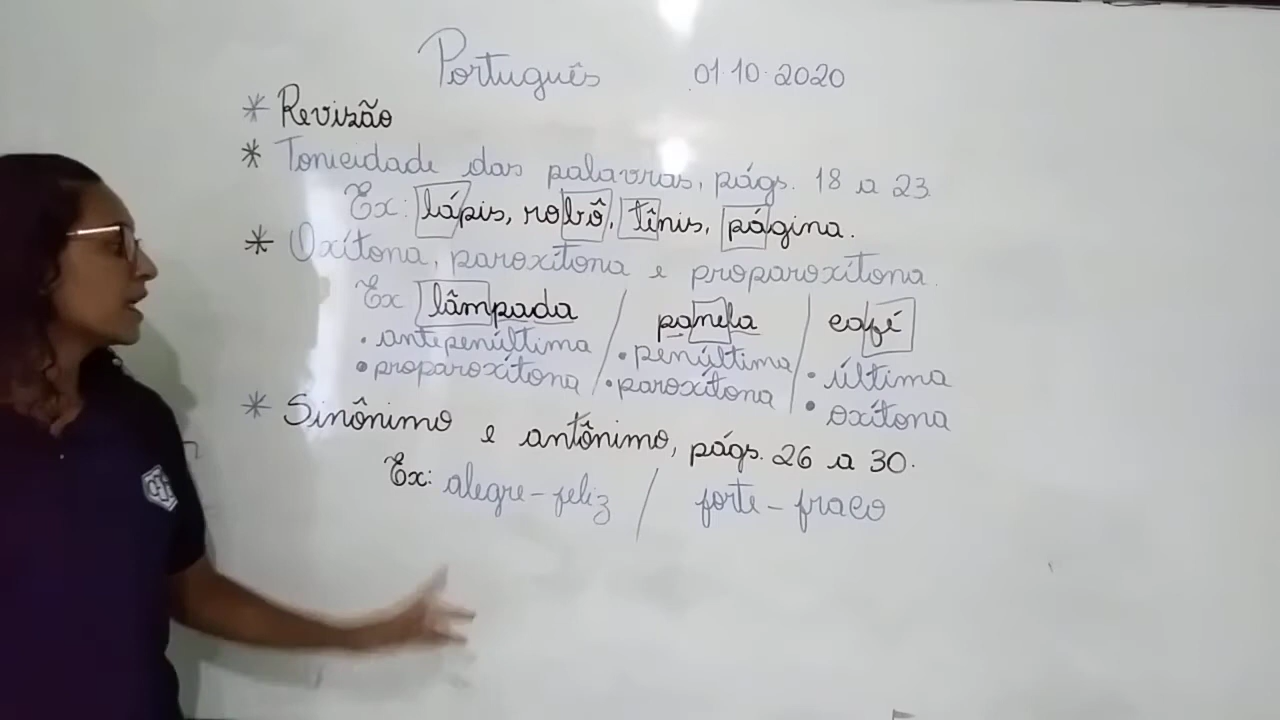 Português 01.10.2020
* Revisão
* Tonicidade das palavras, págs. 18 a 23
Ex: lápis, robô, tênis, página.
* Oxítona, paroxítona e proparoxítona.
Ex lâmpada / panela / café
• antepenúltima / • penúltima / • última
• proparoxítona / • paroxítona / • oxítona
* Sinônimo e antônimo, págs. 26 a 30.
Ex: alegre - feliz / forte - fraco